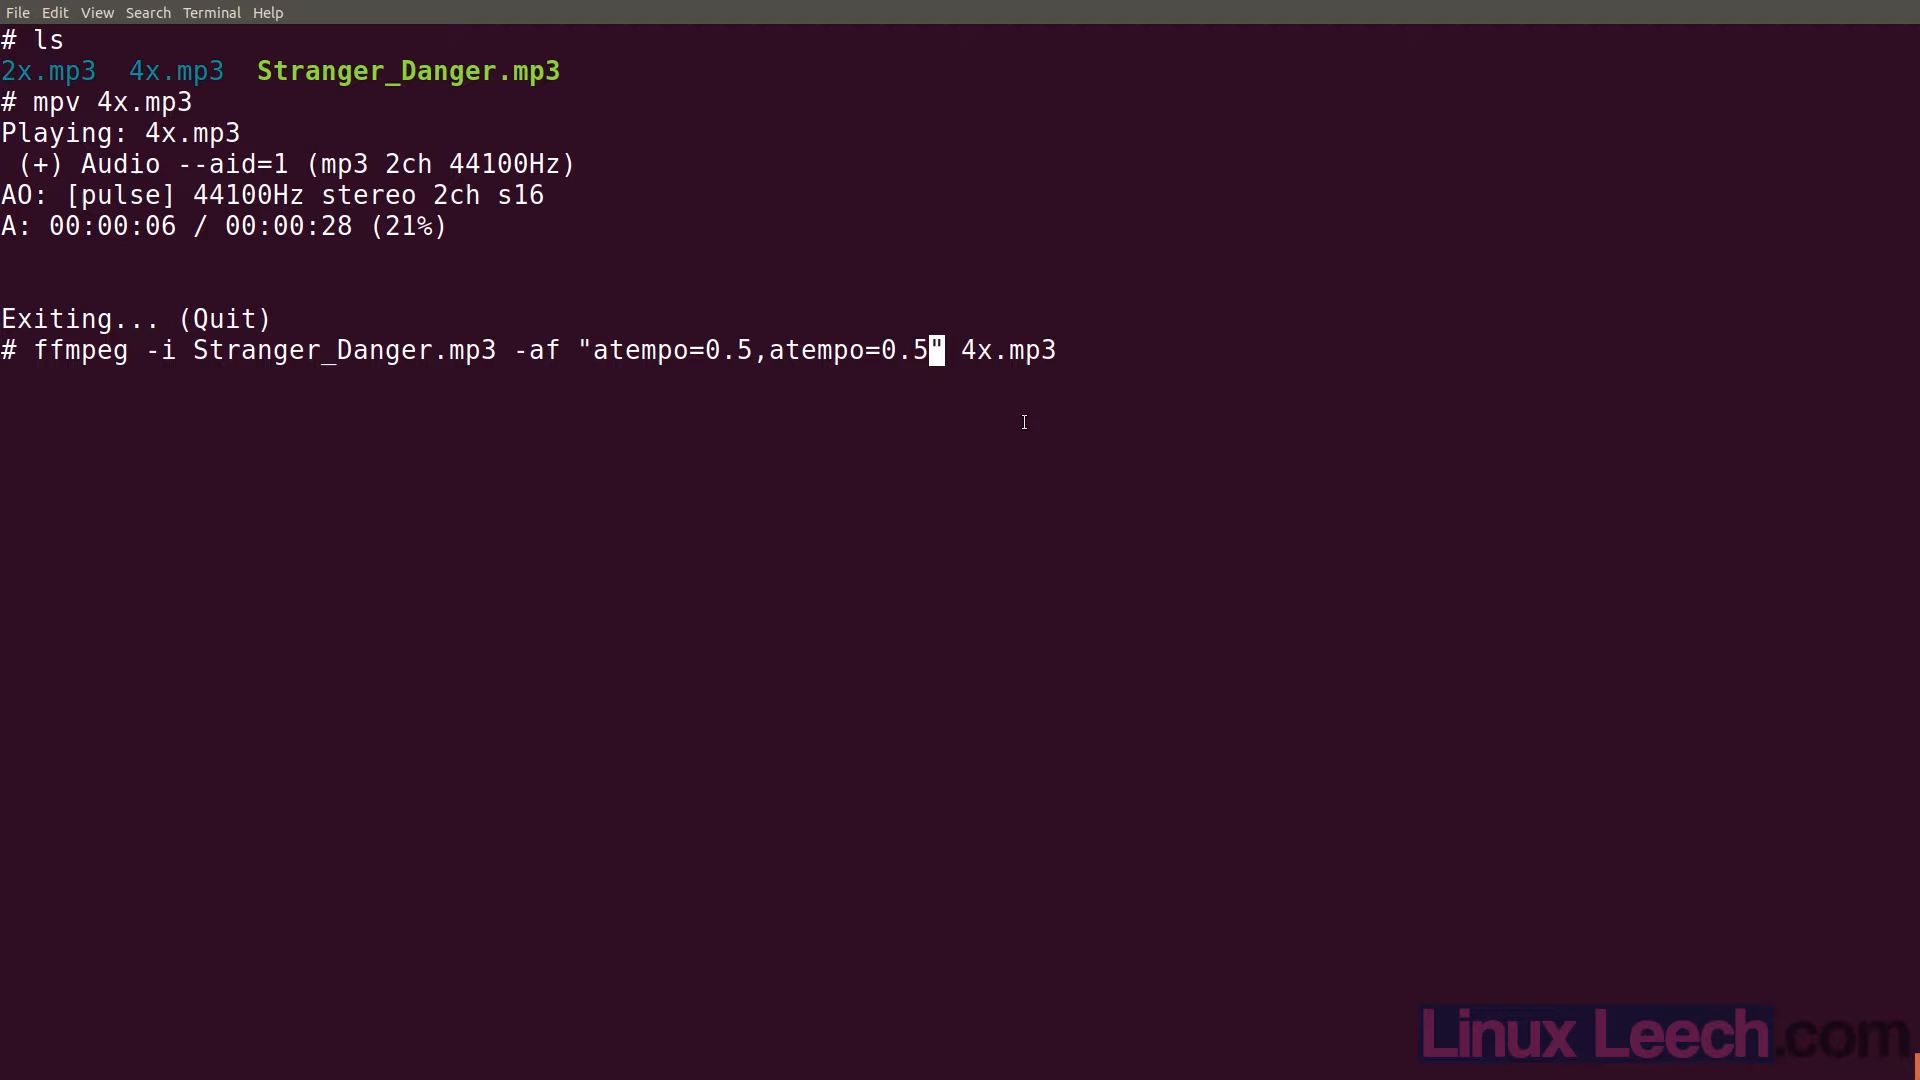 File Edit View Search Terminal Help
# ls
2x.mp3  4x.mp3  Stranger_Danger.mp3
# mpv 4x.mp3
Playing: 4x.mp3
 (+) Audio --aid=1 (mp3 2ch 44100Hz)
AO: [pulse] 44100Hz stereo 2ch s16
A: 00:00:06 / 00:00:28 (21%)
Exiting... (Quit)
# ffmpeg -i Stranger_Danger.mp3 -af "atempo=0.5,atempo=0.5" 4x.mp3
Linux Leech.com